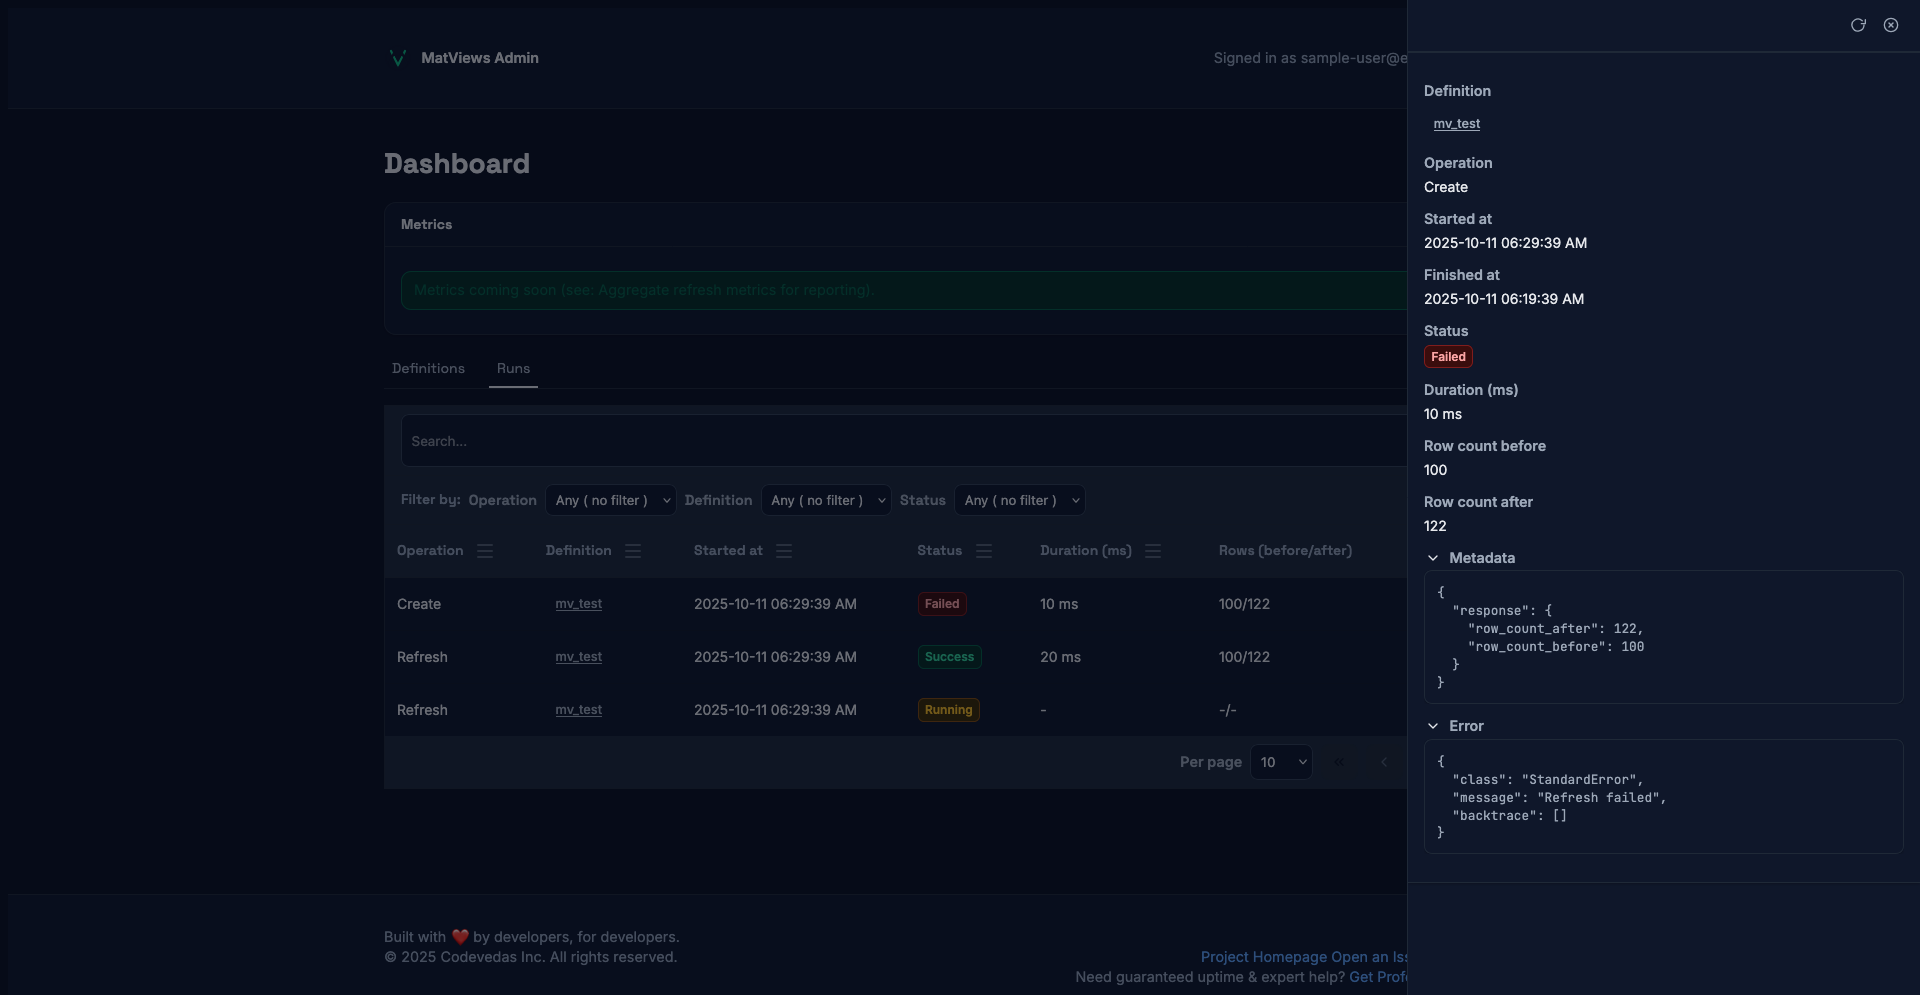 MatViews Admin
Signed in as sample-user@e
Dashboard
Metrics
Metrics coming soon (see: Aggregate refresh metrics for reporting).
Definitions Runs
Search...
Filter by: Operation Any ( no filter ) Definition Any ( no filter ) Status Any ( no filter )
Operation Definition Started at Status Duration (ms) Rows (before/after)
Create mv_test 2025-10-11 06:29:39 AM Failed 10 ms 100/122
Refresh mv_test 2025-10-11 06:29:39 AM Success 20 ms 100/122
Refresh mv_test 2025-10-11 06:29:39 AM Running - -/-
Per page 10 « ‹
Built with ❤️ by developers, for developers.
© 2025 Codevedas Inc. All rights reserved.
Project Homepage Open an Iss
Need guaranteed uptime & expert help? Get Profe
Definition
mv_test
Operation
Create
Started at
2025-10-11 06:29:39 AM
Finished at
2025-10-11 06:19:39 AM
Status
Failed
Duration (ms)
10 ms
Row count before
100
Row count after
122
Metadata
{
"response": {
"row_count_after": 122,
"row_count_before": 100
}
}
Error
{
"class": "StandardError",
"message": "Refresh failed",
"backtrace": []
}